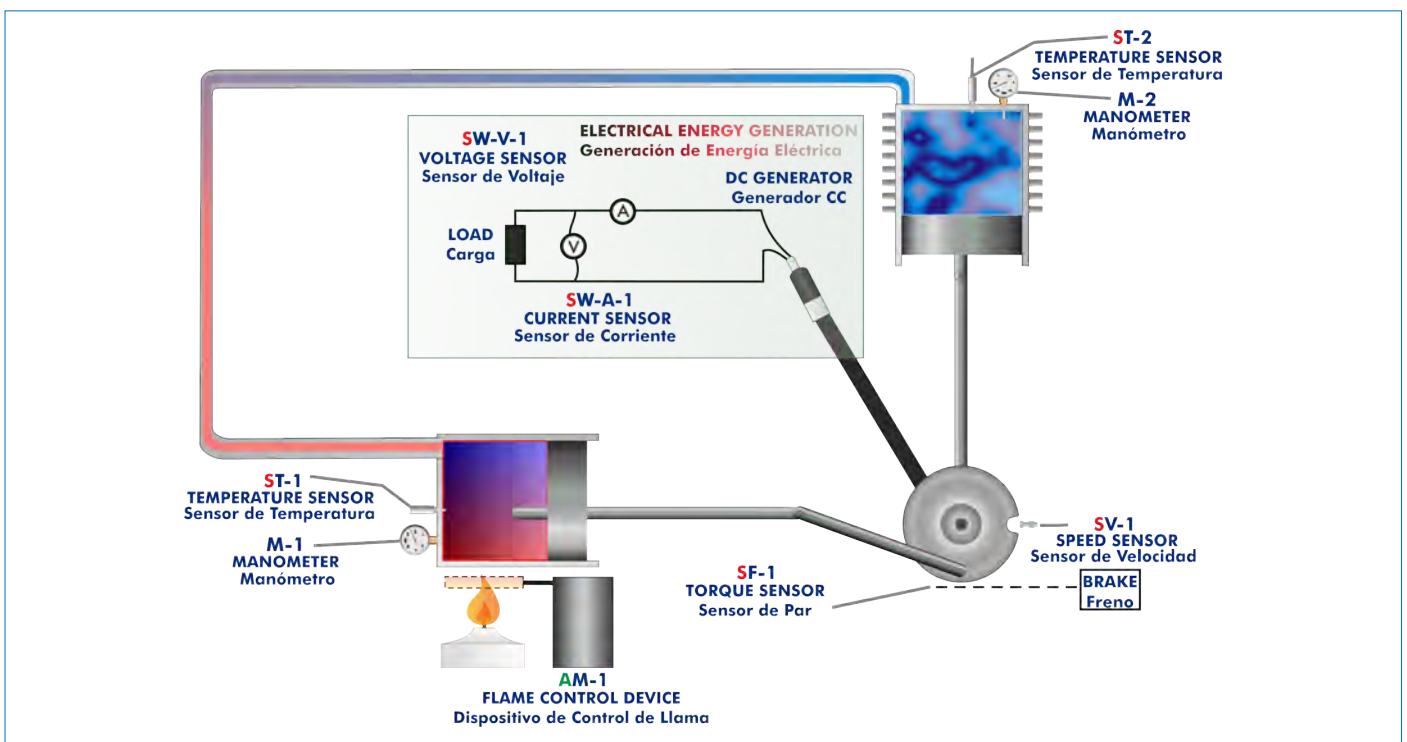 ST-2
TEMPERATURE SENSOR
Sensor de Temperatura
M-2
MANOMETER
Manómetro
ELECTRICAL ENERGY GENERATION
Generación de Energía Eléctrica
SW-V-1
VOLTAGE SENSOR
Sensor de Voltaje
DC GENERATOR
Generador CC
A
LOAD
Carga
V
SW-A-1
CURRENT SENSOR
Sensor de Corriente
ST-1
TEMPERATURE SENSOR
Sensor de Temperatura
M-1
MANOMETER
Manómetro
SV-1
SPEED SENSOR
Sensor de Velocidad
SF-1
TORQUE SENSOR
Sensor de Par
BRAKE
Freno
AM-1
FLAME CONTROL DEVICE
Dispositivo de Control de Llama